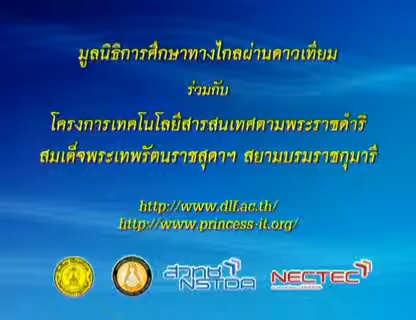 มูลนิธิการศึกษาทางไกลผ่านดาวเทียม
ร่วมกับ
โครงการเทคโนโลยีสารสนเทศตามพระราชดำริ
สมเด็จพระเทพรัตนราชสุดาฯ สยามบรมราชกุมารี
http://www.dlf.ac.th/
http://www.princess-it.org/
สวทช
NSTDA
NECTEC